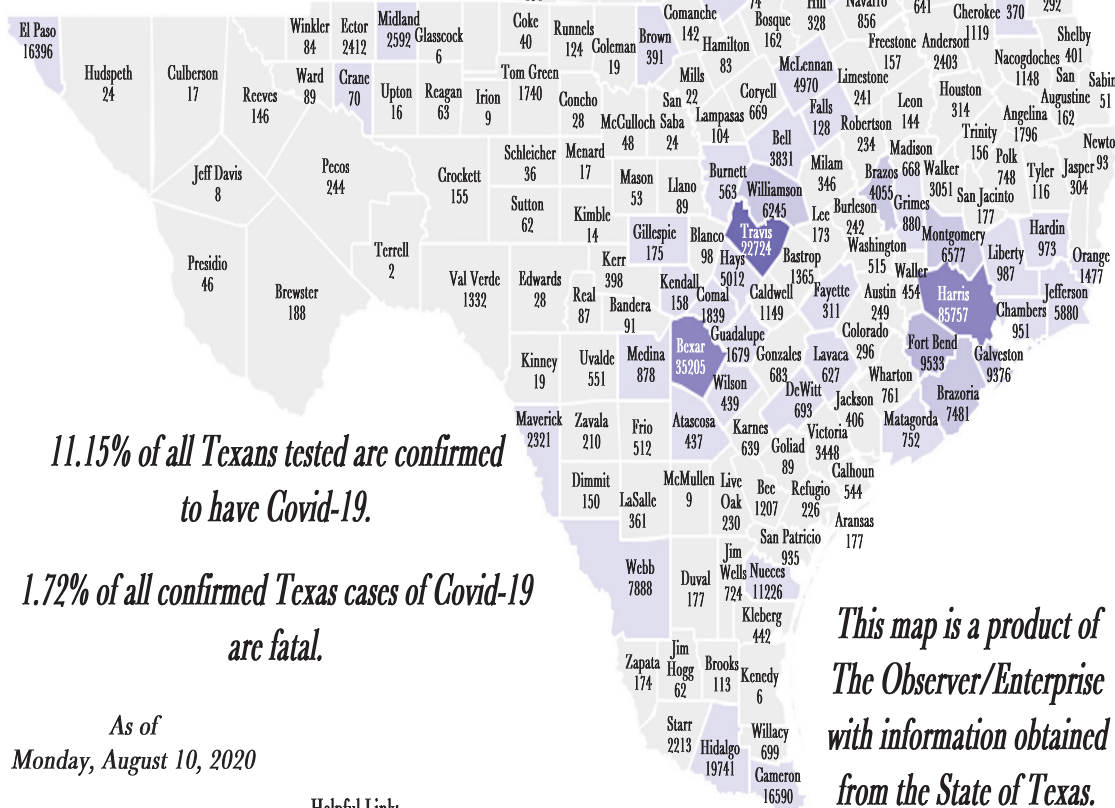 74
Hill
328
Navarro
856
641
Cherokee
1119
370
292
El Paso
16396
Winkler
84
Ector
2412
Midland
2592
Glasscock
6
Coke
40
Runnels
124
Coleman
19
Brown
391
Comanche
142
Hamilton
83
Bosque
162
McLennan
4970
Freestone
157
Anderson
2403
Nacogdoches
1148
Shelby
401
San
Augustine
162
Sabin
51
Hudspeth
24
Culberson
17
Reeves
146
Ward
89
Crane
70
Upton
16
Reagan
63
Irion
9
Tom Green
1740
Concho
28
McCulloch
48
San
Saba
24
Mills
22
Lampasas
104
Coryell
669
Falls
128
Limestone
241
Robertson
234
Leon
144
Houston
314
Angelina
1796
Trinity
156
Polk
748
Tyler
116
Jasper
304
Newto
93
Jeff Davis
8
Pecos
244
Crockett
155
Schleicher
36
Menard
17
Mason
53
Llano
89
Burnett
563
Bell
3831
Williamson
6245
Milam
346
Brazos
4055
Madison
668
Walker
3051
Grimes
880
San Jacinto
177
Sutton
62
Kimble
14
Gillespie
175
Blanco
98
Travis
22724
Lee
173
Burleson
242
Washington
515
Montgomery
6577
Liberty
987
Hardin
973
Orange
1477
Presidio
46
Brewster
188
Terrell
2
Val Verde
1332
Edwards
28
Real
87
Kerr
398
Bandera
91
Kendall
158
Hays
5012
Comal
1839
Caldwell
1149
Bastrop
1365
Fayette
311
Austin
249
Waller
454
Harris
85757
Chambers
951
Jefferson
5880
Kinney
19
Uvalde
551
Medina
878
Bexar
35205
Guadalupe
1679
Gonzales
683
Lavaca
627
Colorado
296
Fort Bend
9533
Galveston
9376
Wilson
439
DeWitt
693
Wharton
761
Brazoria
7481
Jackson
406
Matagorda
752
Maverick
2321
Zavala
210
Frio
512
Atascosa
437
Karnes
639
Goliad
89
Victoria
3448
Calhoun
544
Dimmit
150
LaSalle
361
McMullen
9
Live
Oak
230
Bee
1207
Refugio
226
Aransas
177
San Patricio
935
Webb
7888
Duval
177
Jim
Wells
724
Nueces
11226
Kleberg
442
Zapata
174
Jim
Hogg
62
Brooks
113
Kenedy
6
Starr
2213
Hidalgo
19741
Willacy
699
Cameron
16590
11.15% of all Texans tested are confirmed
to have Covid-19.
1.72% of all confirmed Texas cases of Covid-19
are fatal.
As of
Monday, August 10, 2020
This map is a product of
The Observer/Enterprise
with information obtained
from the State of Texas.
Helpful Link: